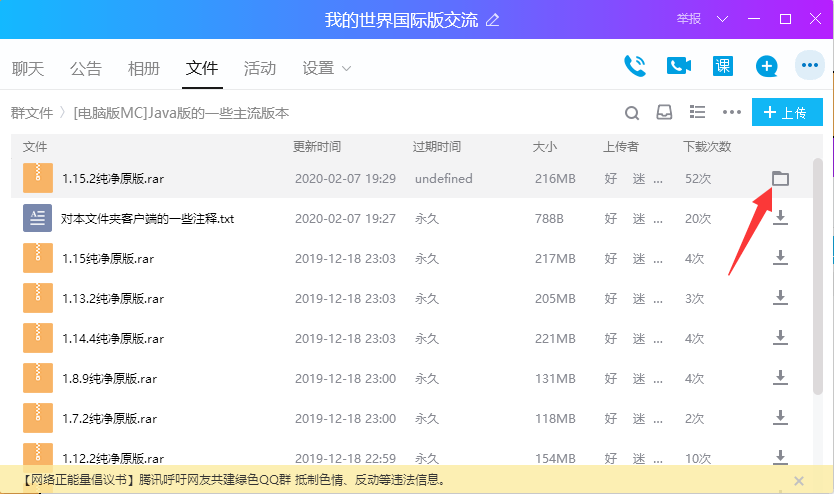 我的世界国际版交流
举报
聊天 公告 相册 文件 活动 设置
课
群文件 〉[电脑版MC]Java版的一些主流版本
+ 上传
文件 更新时间 过期时间 大小 上传者 下载次数
1.15.2纯净原版.rar 2020-02-07 19:29 undefined 216MB 好 迷 ... 52次
对本文件夹客户端的一些注释.txt 2020-02-07 19:27 永久 788B 好 迷 ... 20次
1.15纯净原版.rar 2019-12-18 23:03 永久 217MB 好 迷 ... 4次
1.13.2纯净原版.rar 2019-12-18 23:03 永久 205MB 好 迷 ... 3次
1.14.4纯净原版.rar 2019-12-18 23:03 永久 221MB 好 迷 ... 4次
1.8.9纯净原版.rar 2019-12-18 23:00 永久 131MB 好 迷 ... 4次
1.7.2纯净原版.rar 2019-12-18 23:00 永久 118MB 好 迷 ... 2次
1.12.2纯净原版.rar 2019-12-18 22:59 永久 154MB 好 迷 ... 10次
【网络正能量倡议书】腾讯呼吁网友共建绿色QQ群 抵制色情、反动等违法信息。